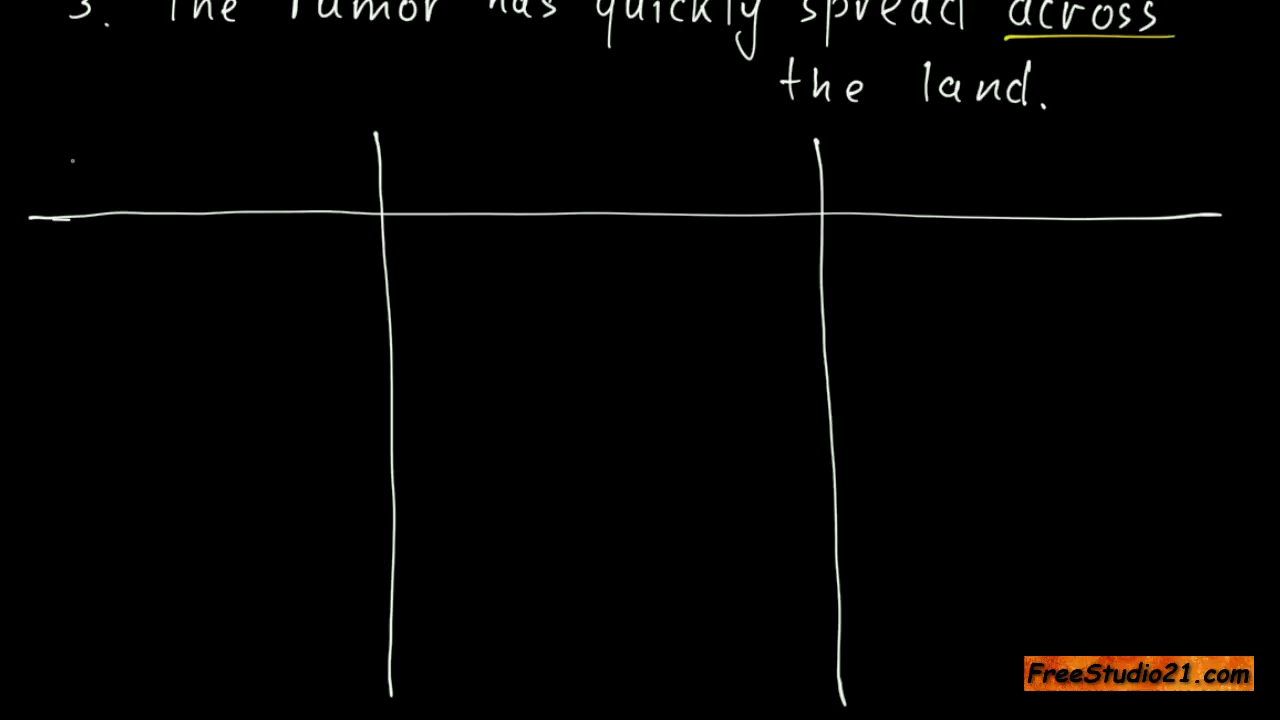 3. The rumor has quickly spread across
the land.
FreeStudio21.com